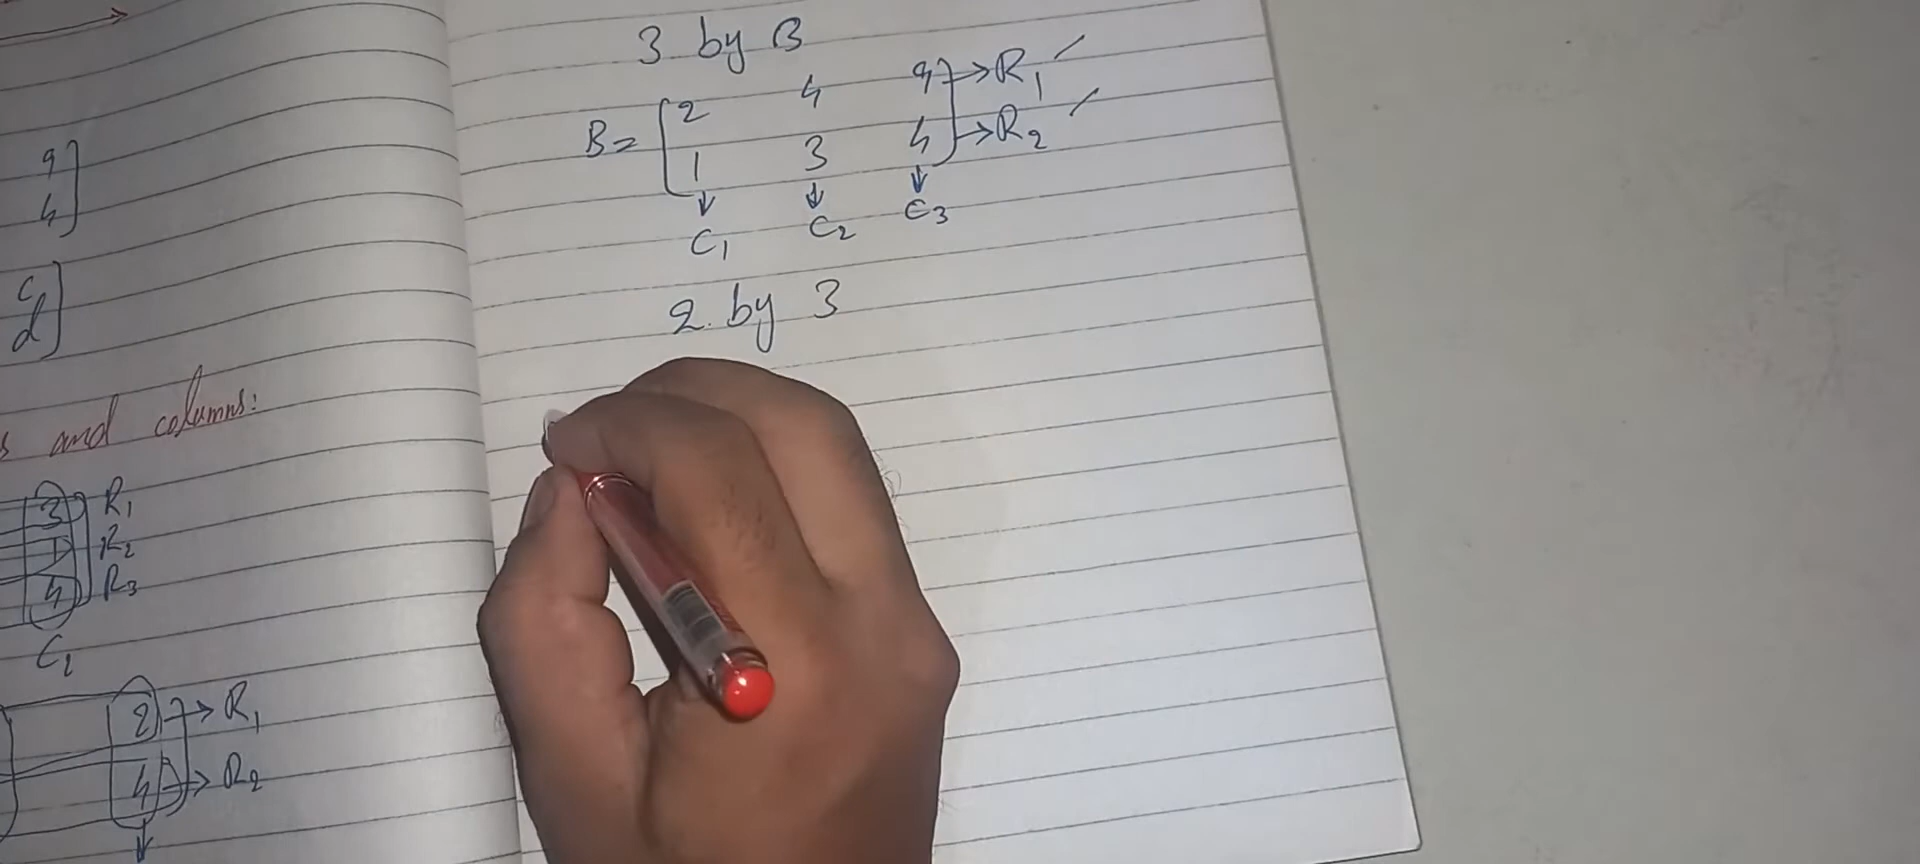 9
4
c
d
s and columns:
3 R1
1 R2
4 R3
C1
2 → R1
4 → R2
3 by 3
B = [ 2 4 9 ] → R1
1 3 4 → R2
C1 C2 C3
2 by 3